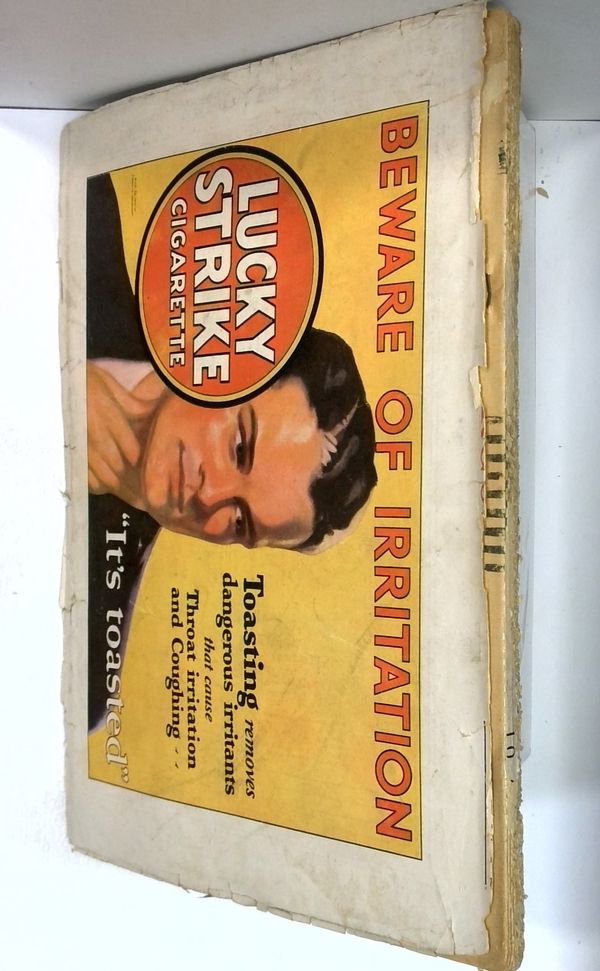 BEWARE OF IRRITATION
LUCKY
STRIKE
CIGARETTE
Toasting removes
dangerous irritants
that cause
Throat irritation
and Coughing - -
"It's toasted"